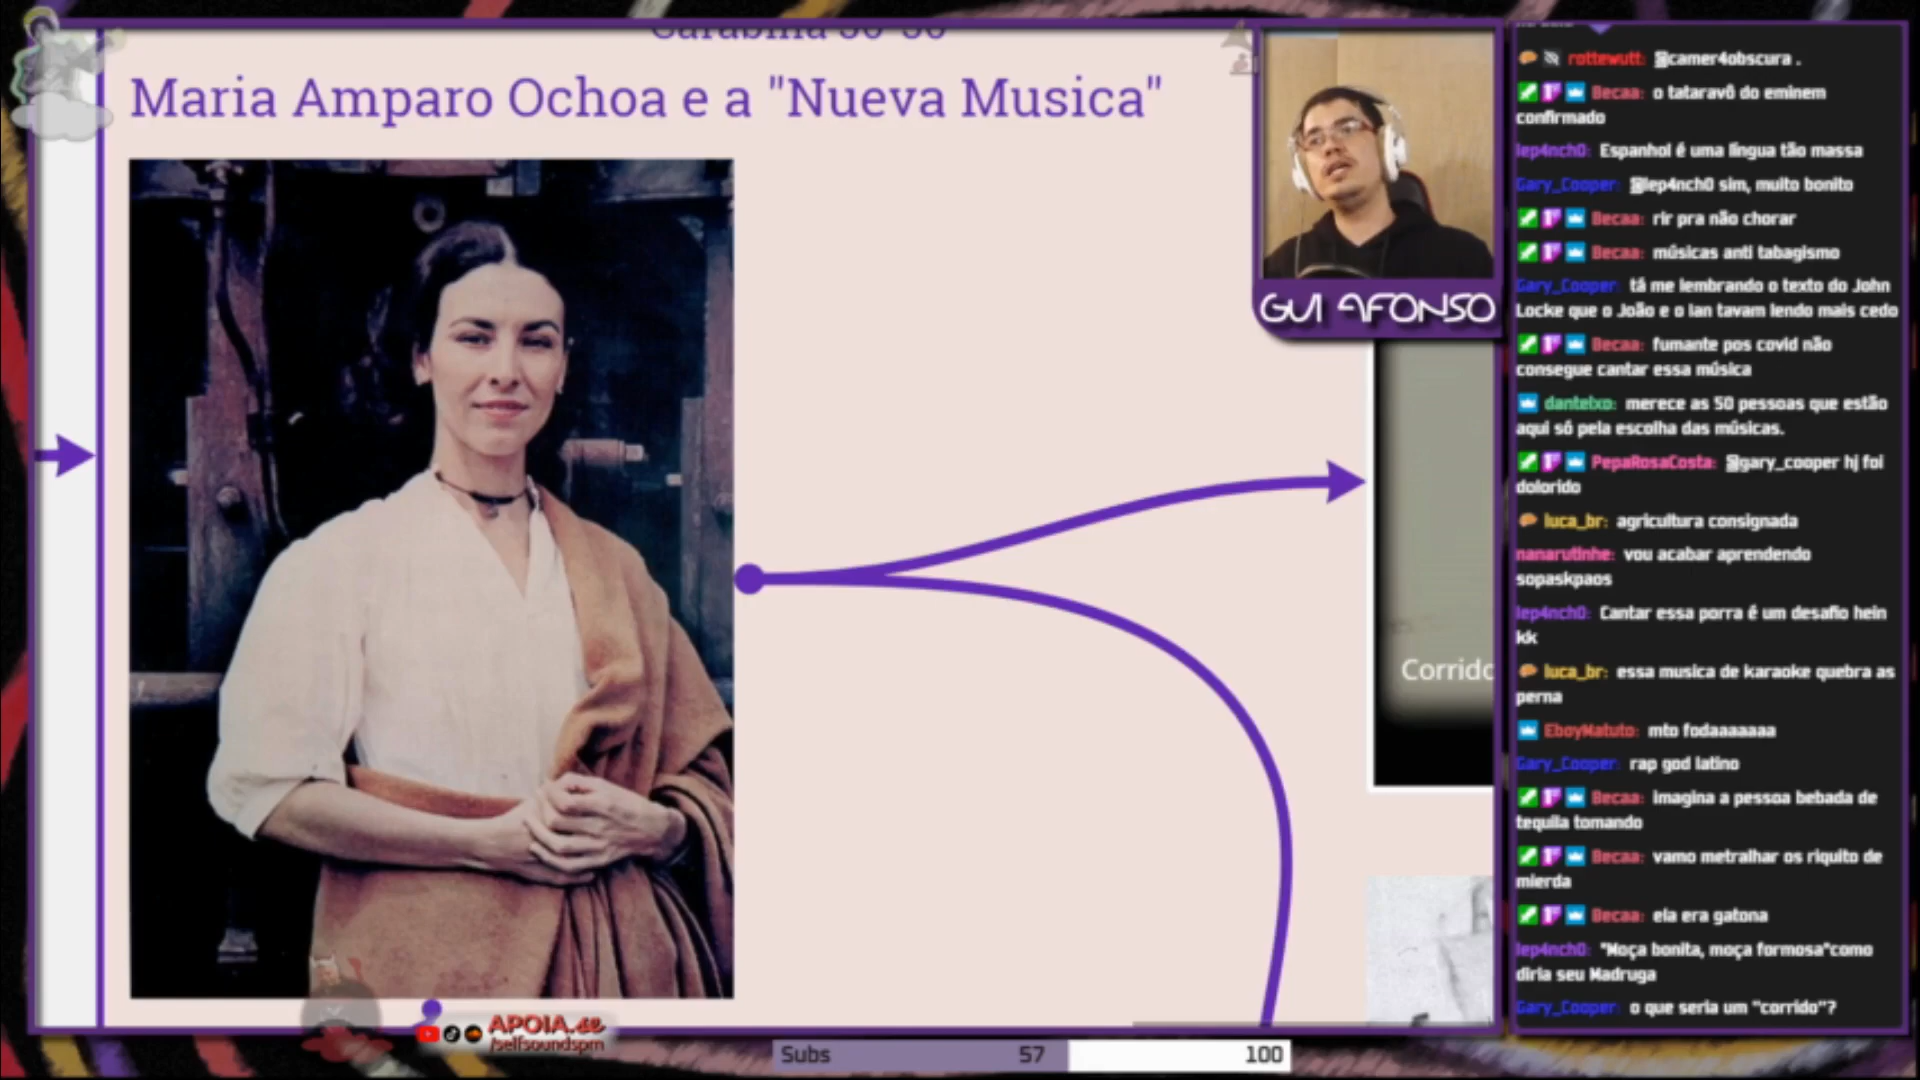 Carabina 30-30
Maria Amparo Ochoa e a "Nueva Musica"
GUI AFONSO
Corrido
APOIA.se
/selfsoundspm
Subs 57 100
rottewutt: @camer4obscura .
Becaa: o tataravô do eminem
confirmado
lep4nch0: Espanhol é uma língua tão massa
Gary_Cooper: @lep4nch0 sim, muito bonito
Becaa: rir pra não chorar
Becaa: músicas anti tabagismo
Gary_Cooper: tá me lembrando o texto do John
Locke que o João e o Ian tavam lendo mais cedo
Becaa: fumante pos covid não
consegue cantar essa música
danteixo: merece as 50 pessoas que estão
aqui só pela escolha das músicas.
PepaRosaCosta: @gary_cooper hj foi
dolorido
luca_br: agricultura consignada
nanarutinhe: vou acabar aprendendo
sopaskpaos
lep4nch0: Cantar essa porra é um desafio hein
kk
luca_br: essa musica de karaoke quebra as
perna
EboyMatuto: mto fodaaaaaaa
Gary_Cooper: rap god latino
Becaa: imagina a pessoa bebada de
tequila tomando
Becaa: vamo metralhar os riquito de
mierda
Becaa: ela era gatona
lep4nch0: "Moça bonita, moça formosa"como
diria seu Madruga
Gary_Cooper: o que seria um "corrido"?